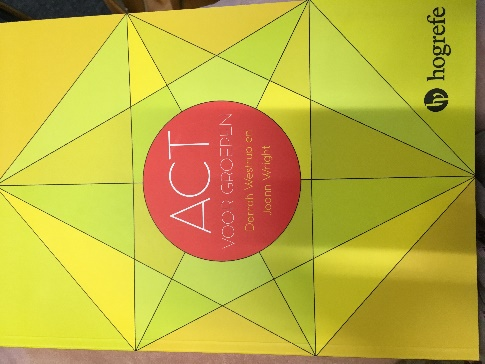 ACT
VOOR GROEPEN
Darrah Westrup en
Joann Wright
hogrefe